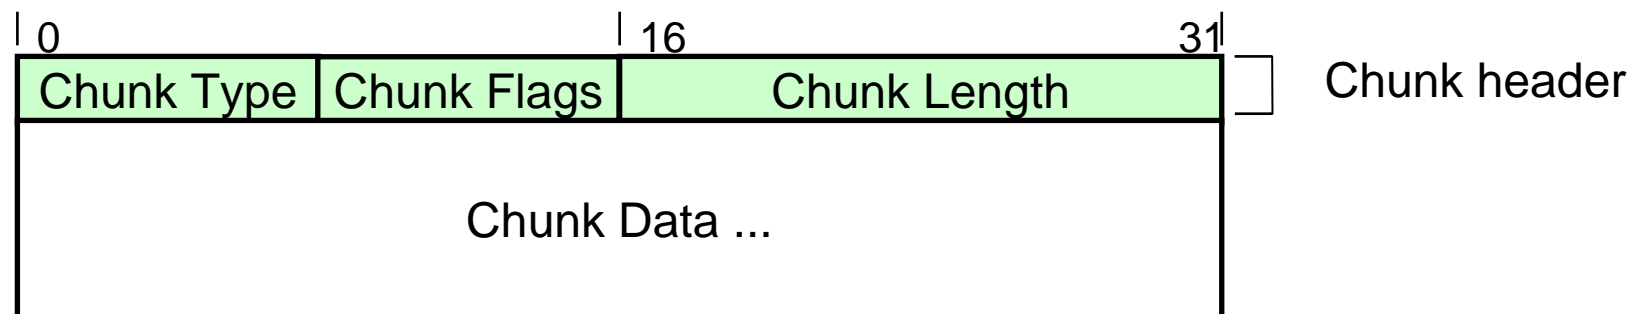 0 16 31
Chunk Type Chunk Flags Chunk Length Chunk header
Chunk Data ...